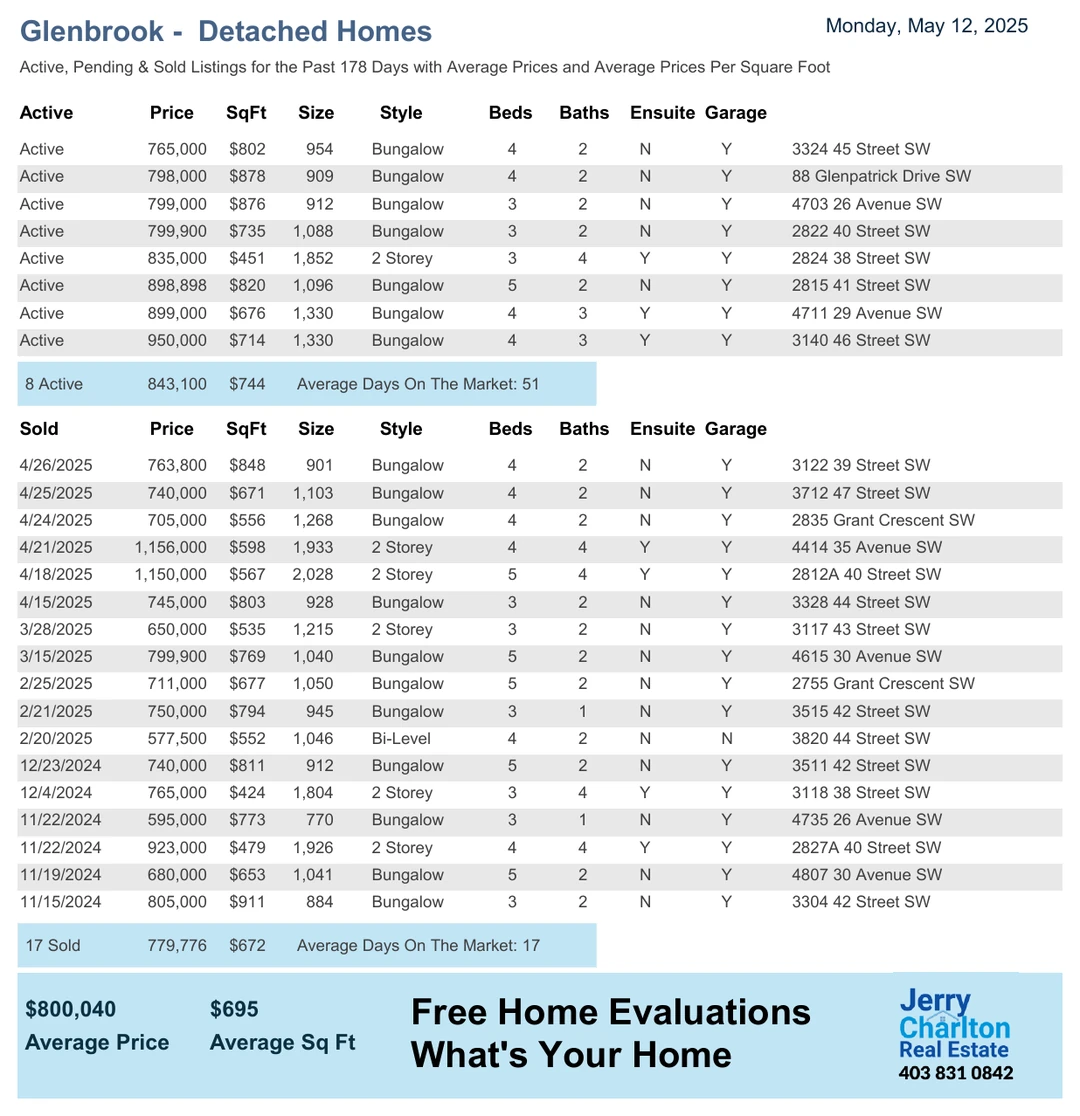 Glenbrook - Detached Homes
Monday, May 12, 2025
Active, Pending & Sold Listings for the Past 178 Days with Average Prices and Average Prices Per Square Foot
Active Price SqFt Size Style Beds Baths Ensuite Garage
Active 765,000 $802 954 Bungalow 4 2 N Y 3324 45 Street SW
Active 798,000 $878 909 Bungalow 4 2 N Y 88 Glenpatrick Drive SW
Active 799,000 $876 912 Bungalow 3 2 N Y 4703 26 Avenue SW
Active 799,900 $735 1,088 Bungalow 3 2 N Y 2822 40 Street SW
Active 835,000 $451 1,852 2 Storey 3 4 Y Y 2824 38 Street SW
Active 898,898 $820 1,096 Bungalow 5 2 N Y 2815 41 Street SW
Active 899,000 $676 1,330 Bungalow 4 3 Y Y 4711 29 Avenue SW
Active 950,000 $714 1,330 Bungalow 4 3 Y Y 3140 46 Street SW
8 Active 843,100 $744 Average Days On The Market: 51
Sold Price SqFt Size Style Beds Baths Ensuite Garage
4/26/2025 763,800 $848 901 Bungalow 4 2 N Y 3122 39 Street SW
4/25/2025 740,000 $671 1,103 Bungalow 4 2 N Y 3712 47 Street SW
4/24/2025 705,000 $556 1,268 Bungalow 4 2 N Y 2835 Grant Crescent SW
4/21/2025 1,156,000 $598 1,933 2 Storey 4 4 Y Y 4414 35 Avenue SW
4/18/2025 1,150,000 $567 2,028 2 Storey 5 4 Y Y 2812A 40 Street SW
4/15/2025 745,000 $803 928 Bungalow 3 2 N Y 3328 44 Street SW
3/28/2025 650,000 $535 1,215 2 Storey 3 2 N Y 3117 43 Street SW
3/15/2025 799,900 $769 1,040 Bungalow 5 2 N Y 4615 30 Avenue SW
2/25/2025 711,000 $677 1,050 Bungalow 5 2 N Y 2755 Grant Crescent SW
2/21/2025 750,000 $794 945 Bungalow 3 1 N Y 3515 42 Street SW
2/20/2025 577,500 $552 1,046 Bi-Level 4 2 N N 3820 44 Street SW
12/23/2024 740,000 $811 912 Bungalow 5 2 N Y 3511 42 Street SW
12/4/2024 765,000 $424 1,804 2 Storey 3 4 Y Y 3118 38 Street SW
11/22/2024 595,000 $773 770 Bungalow 3 1 N Y 4735 26 Avenue SW
11/22/2024 923,000 $479 1,926 2 Storey 4 4 Y Y 2827A 40 Street SW
11/19/2024 680,000 $653 1,041 Bungalow 5 2 N Y 4807 30 Avenue SW
11/15/2024 805,000 $911 884 Bungalow 3 2 N Y 3304 42 Street SW
17 Sold 779,776 $672 Average Days On The Market: 17
$800,040 $695
Average Price Average Sq Ft
Free Home Evaluations
What's Your Home
Jerry
Charlton
Real Estate
403 831 0842